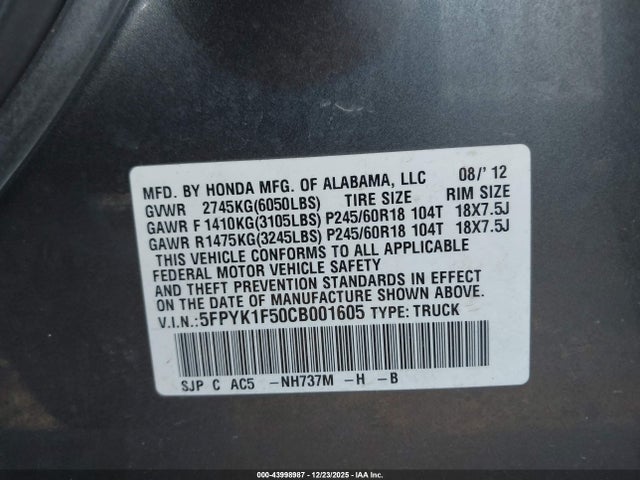 MFD. BY HONDA MFG. OF ALABAMA, LLC 08/' 12
GVWR 2745KG(6050LBS) TIRE SIZE RIM SIZE
GAWR F1410KG(3105LBS) P245/60R18 104T 18X7.5J
GAWR R1475KG(3245LBS) P245/60R18 104T 18X7.5J
THIS VEHICLE CONFORMS TO ALL APPLICABLE
FEDERAL MOTOR VEHICLE SAFETY
AND THEFT PREVENTION STANDARDS IN EFFECT
ON THE DATE OF MANUFACTURE SHOWN ABOVE.
V.I.N.:5FPYK1F50CB001605 TYPE: TRUCK
SJP C AC5 -NH737M -H -B
000-43998987 - 12/23/2025 - IAA Inc.